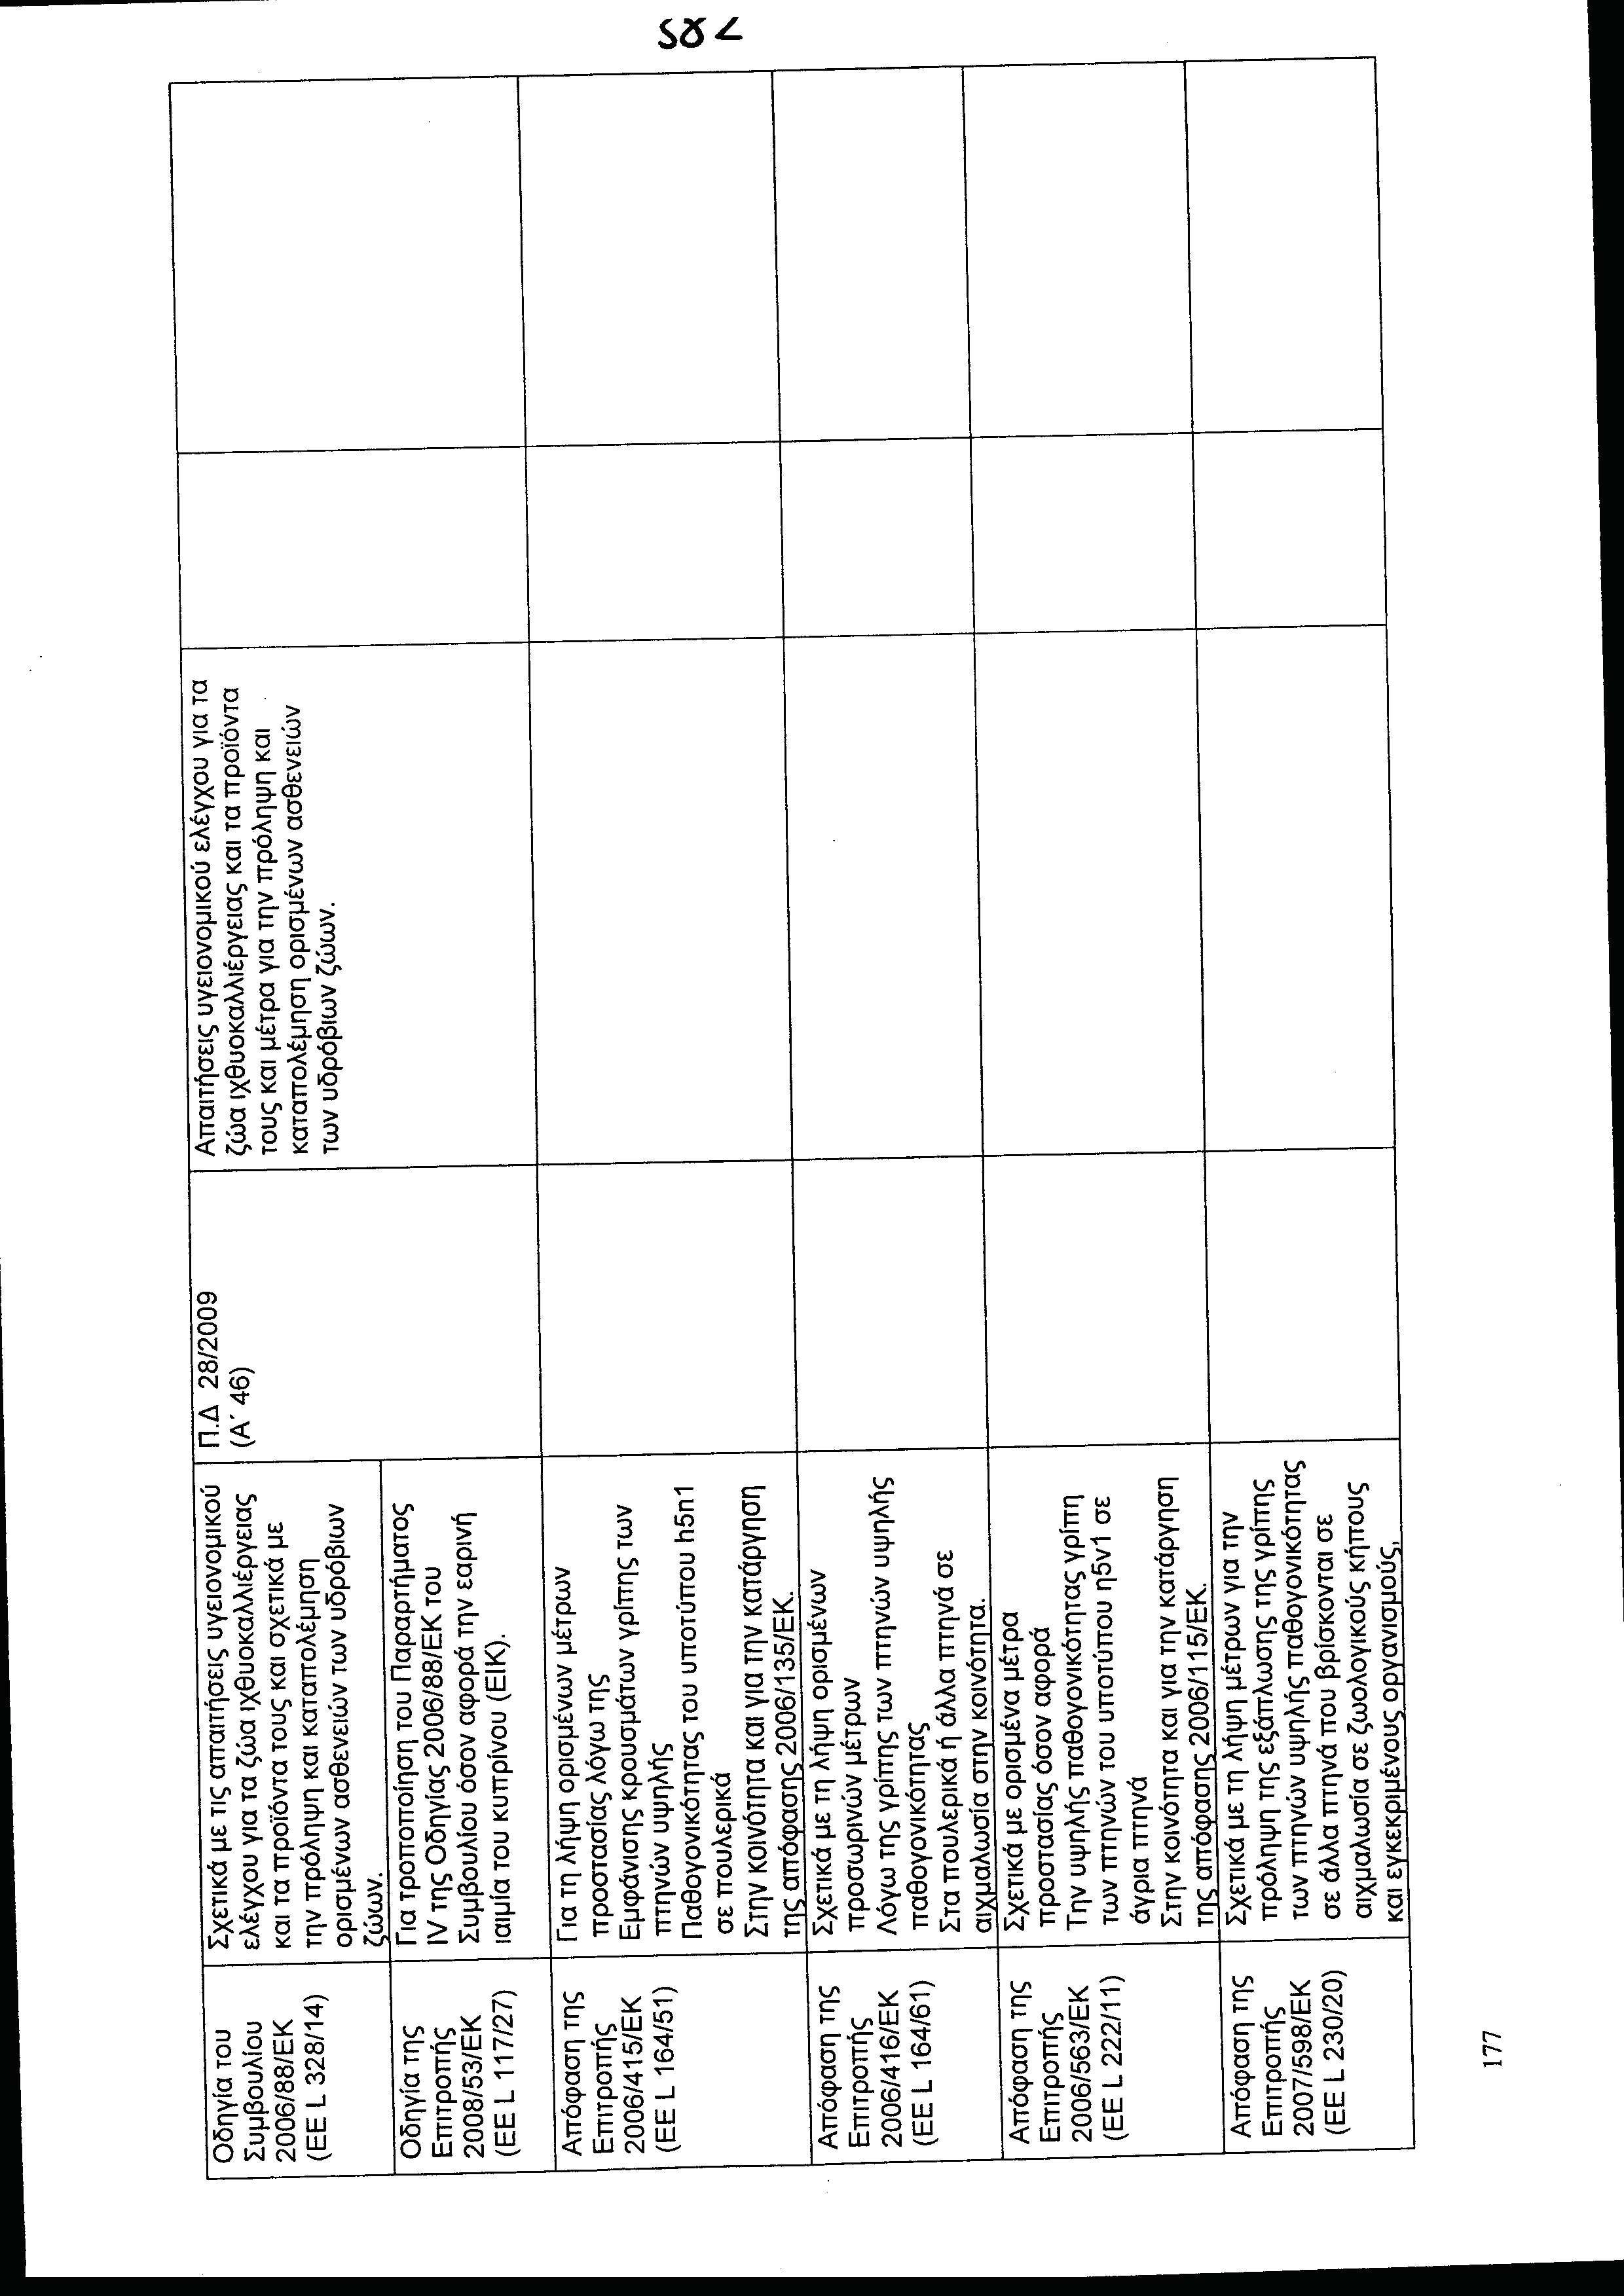 Οδηγία του
Συμβουλίου
2006/88/ΕΚ
(ΕΕ L 328/14)
Σχετικά με τις απαιτήσεις υγειονομικού
ελέγχου για τα ζώα ιχθυοκαλλιέργειας
και τα προϊόντα τους και σχετικά με
την πρόληψη και καταπολέμηση
ορισμένων ασθενειών των υδρόβιων
ζώων.
Π.Δ 28/2009
(Α΄ 46)
Απαιτήσεις υγειονομικού ελέγχου για τα
ζώα ιχθυοκαλλιέργειας και τα προϊόντα
τους και μέτρα για την πρόληψη και
καταπολέμηση ορισμένων ασθενειών
των υδρόβιων ζώων.
Οδηγία της
Επιτροπής
2008/53/ΕΚ
(ΕΕ L 117/27)
Για τροποποίηση του Παραρτήματος
IV της Οδηγίας 2006/88/ΕΚ του
Συμβουλίου όσον αφορά την εαρινή
ιαιμία του κυπρίνου (ΕΙΚ).
Απόφαση της
Επιτροπής
2006/415/ΕΚ
(ΕΕ L 164/51)
Για τη λήψη ορισμένων μέτρων
προστασίας λόγω της
Εμφάνισης κρουσμάτων γρίπης των
πτηνών υψηλής
Παθογονικότητας του υποτύπου h5n1
σε πουλερικά
Στην κοινότητα και για την κατάργηση
της απόφασης 2006/135/ΕΚ.
Απόφαση της
Επιτροπής
2006/416/ΕΚ
(ΕΕ L 164/61)
Σχετικά με τη λήψη ορισμένων
προσωρινών μέτρων
Λόγω της γρίπης των πτηνών υψηλής
παθογονικότητας
Στα πουλερικά ή άλλα πτηνά σε
αιχμαλωσία στην κοινότητα.
Απόφαση της
Επιτροπής
2006/563/ΕΚ
(ΕΕ L 222/11)
Σχετικά με ορισμένα μέτρα
προστασίας όσον αφορά
Την υψηλής παθογονικότητας γρίπη
των πτηνών του υποτύπου η5ν1 σε
άγρια πτηνά
Στην κοινότητα και για την κατάργηση
της απόφασης 2006/115/ΕΚ.
Απόφαση της
Επιτροπής
2007/598/ΕΚ
(ΕΕ L 230/20)
Σχετικά με τη λήψη μέτρων για την
πρόληψη της εξάπλωσης της γρίπης
των πτηνών υψηλής παθογονικότητας
σε άλλα πτηνά που βρίσκονται σε
αιχμαλωσία σε ζωολογικούς κήπους
και εγκεκριμένους οργανισμούς,
177